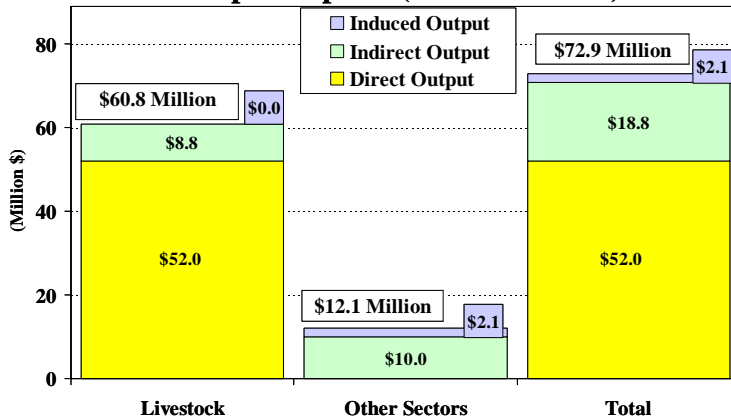 Induced Output
Indirect Output
Direct Output
(Million $)
80
60
40
20
0
$60.8 Million
$0.0
$8.8
$52.0
$12.1 Million
$2.1
$10.0
$72.9 Million
$2.1
$18.8
$52.0
Livestock
Other Sectors
Total